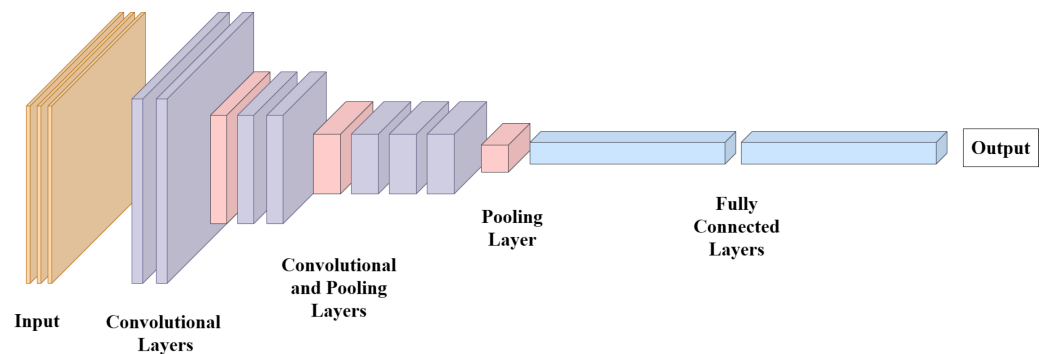 Input
Convolutional
Layers
Convolutional
and Pooling
Layers
Pooling
Layer
Fully
Connected
Layers
Output